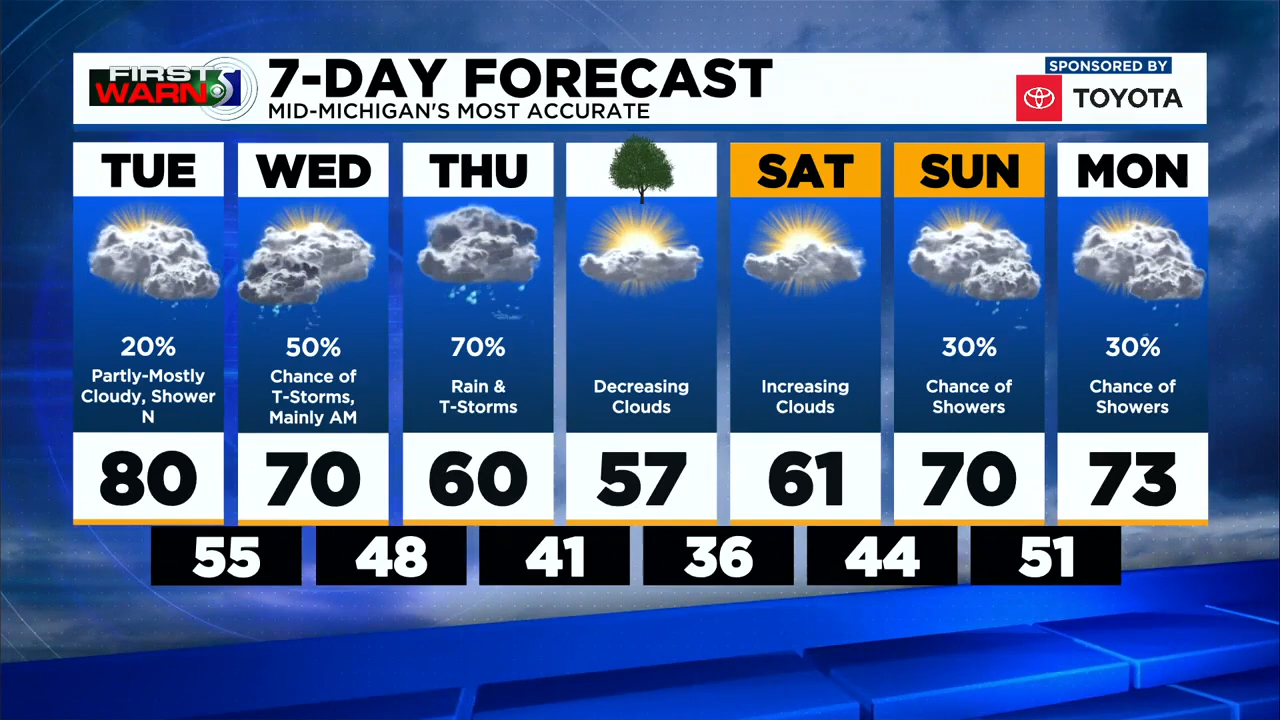 FIRST
WARN 5
7-DAY FORECAST
MID-MICHIGAN'S MOST ACCURATE
SPONSORED BY
TOYOTA
TUE
WED
THU
SAT
SUN
MON
20%
Partly-Mostly
Cloudy, Shower
N
50%
Chance of
T-Storms,
Mainly AM
70%
Rain &
T-Storms
Decreasing
Clouds
Increasing
Clouds
30%
Chance of
Showers
30%
Chance of
Showers
80
70
60
57
61
70
73
55
48
41
36
44
51